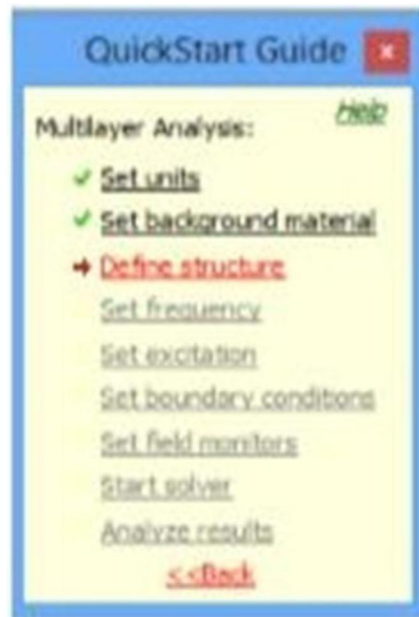 QuickStart Guide x
Help
Multilayer Analysis:
Set units
Set background material
Define structure
Set frequency
Set excitation
Set boundary conditions
Set field monitors
Start solver
Analyze results
<<Back